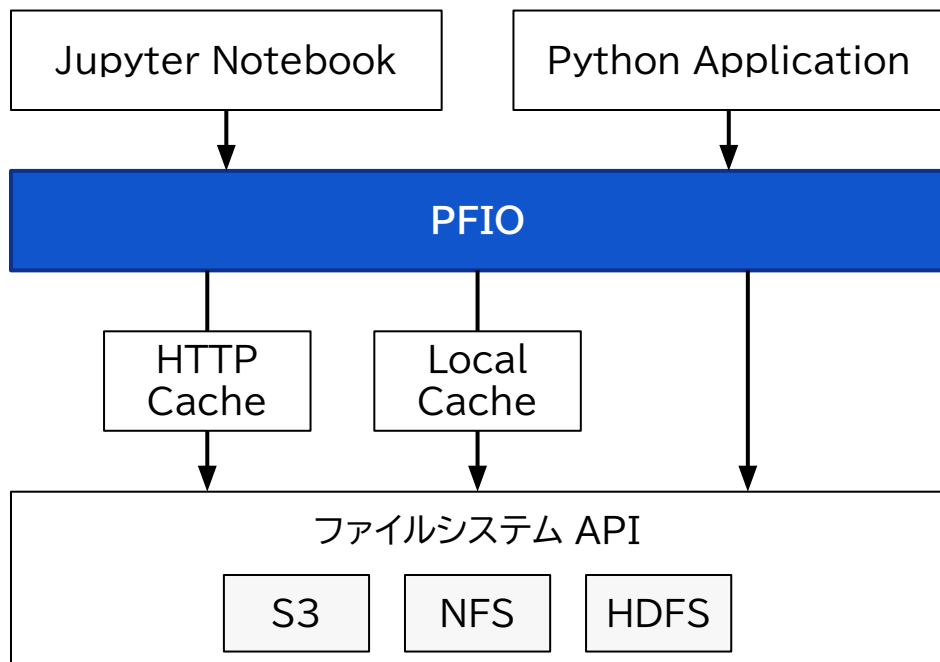 Jupyter Notebook
Python Application
PFIO
HTTP
Cache
Local
Cache
ファイルシステム API
S3
NFS
HDFS